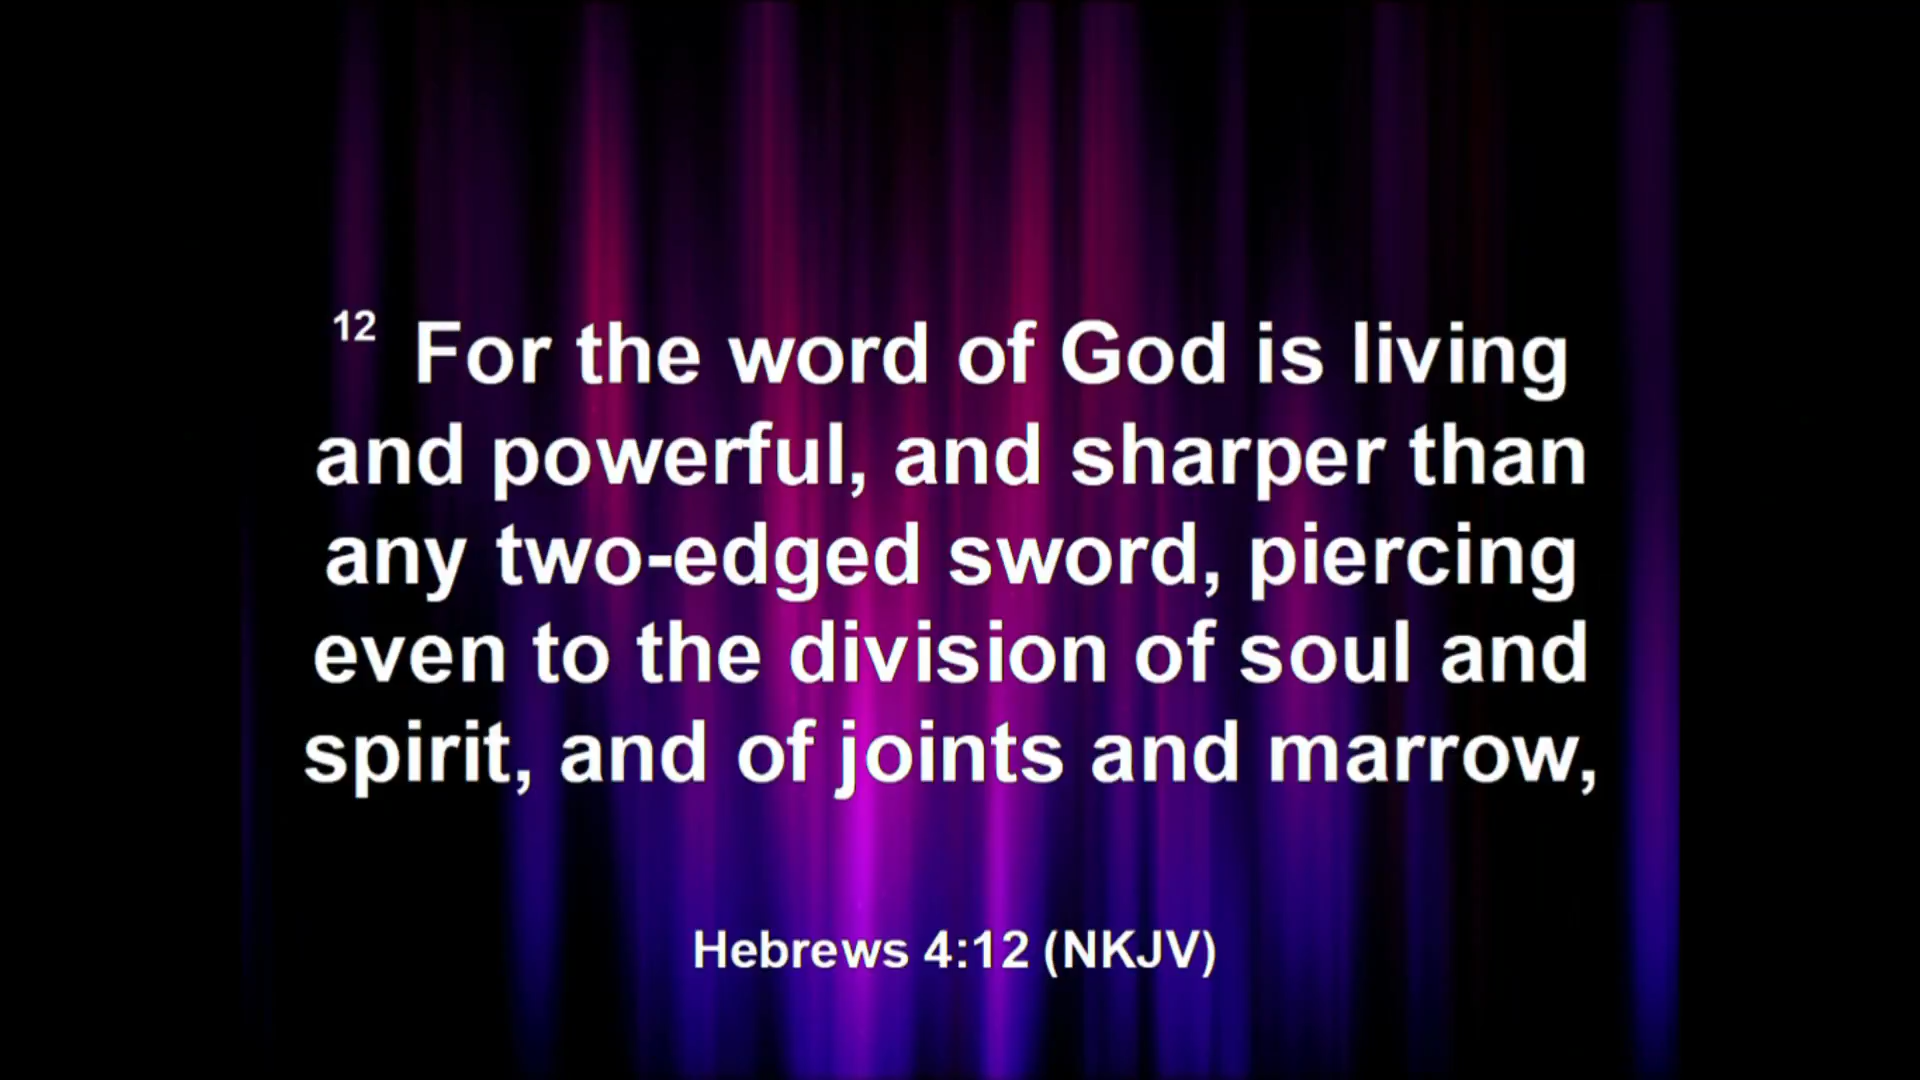 12 For the word of God is living
and powerful, and sharper than
any two-edged sword, piercing
even to the division of soul and
spirit, and of joints and marrow,
Hebrews 4:12 (NKJV)